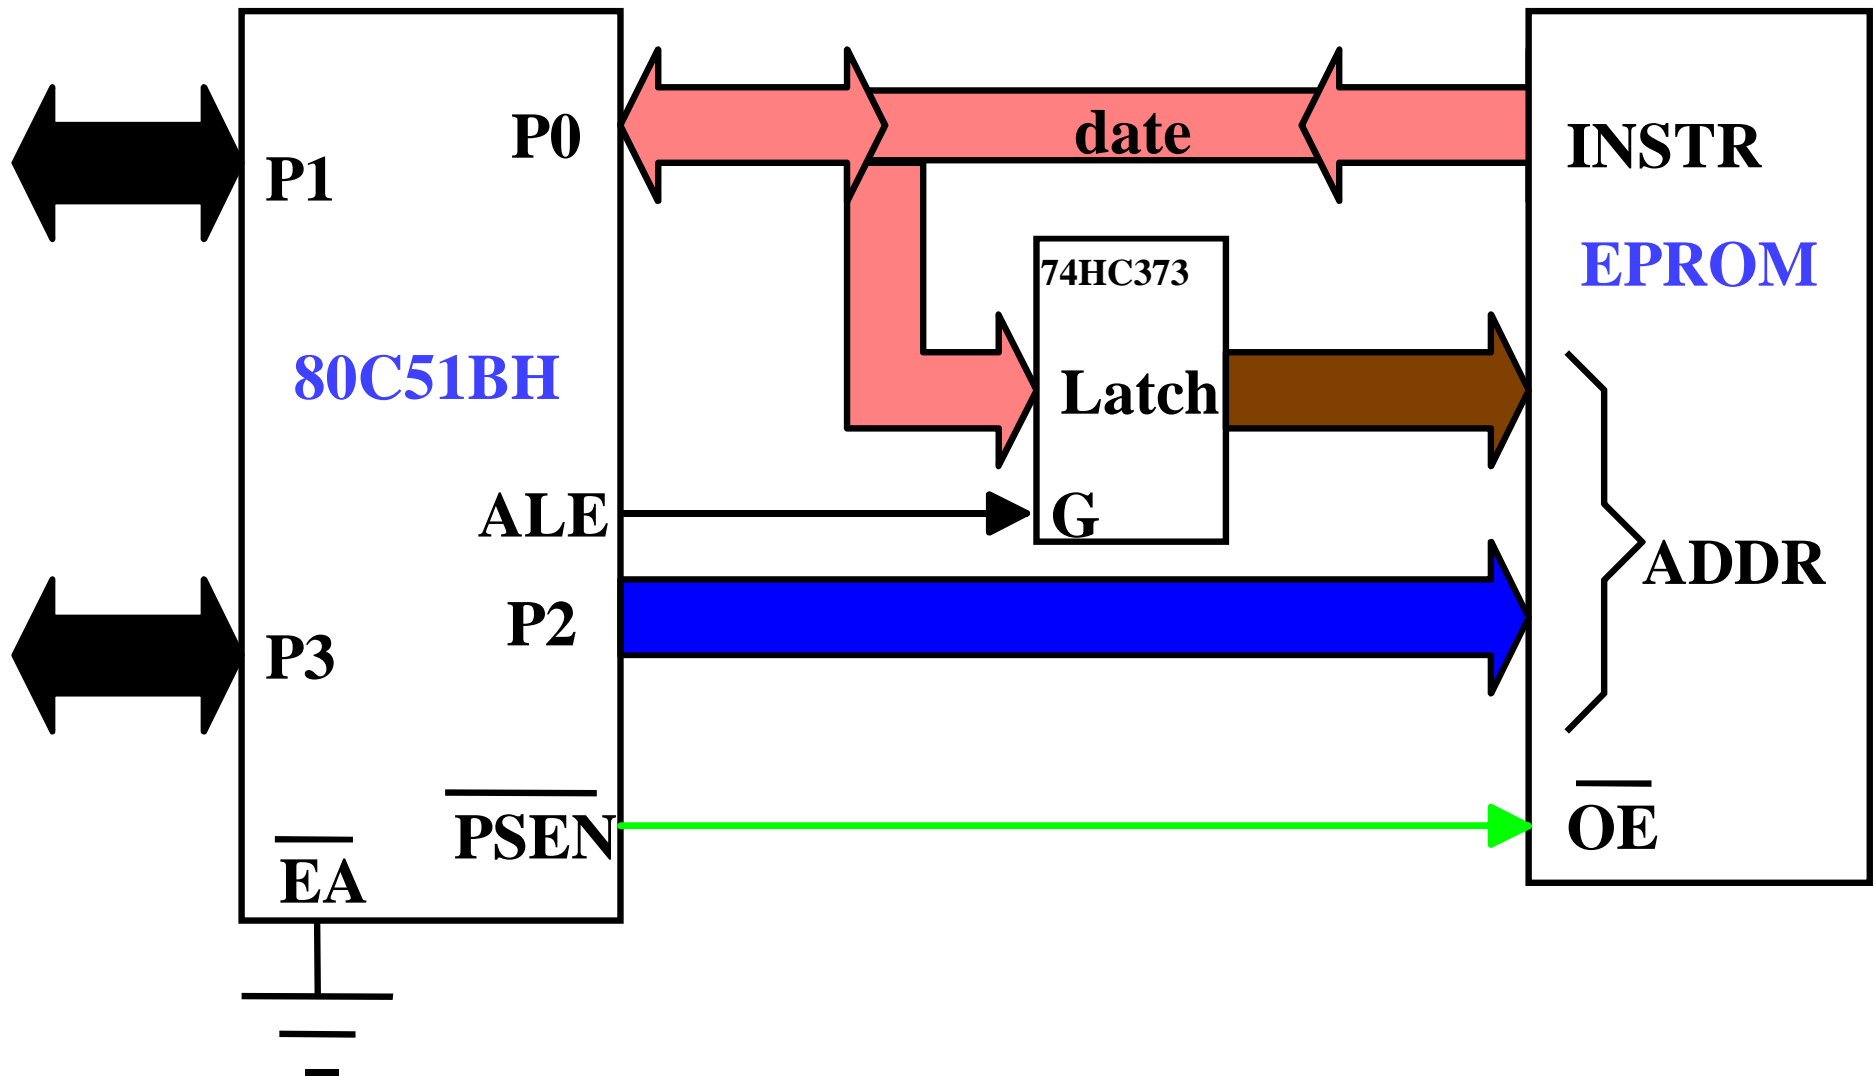 P0
date
INSTR
P1
EPROM
74HC373
80C51BH
Latch
ALE
G
ADDR
P2
P3
PSEN
OE
EA